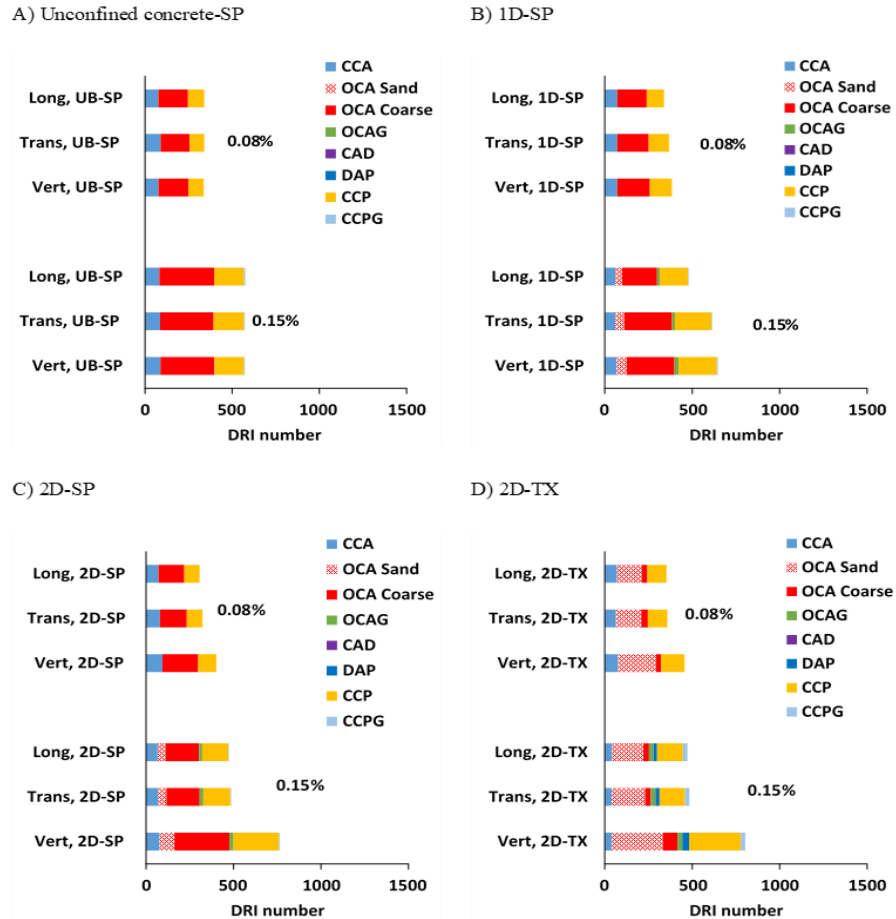 A) Unconfined concrete-SP
CCA
OCA Sand
OCA Coarse
OCAG
CAD
DAP
CCP
CCPG
Long, UB-SP
Trans, UB-SP
0.08%
Vert, UB-SP
Long, UB-SP
Trans, UB-SP
0.15%
Vert, UB-SP
0
500
1000
1500
DRI number
B) 1D-SP
CCA
OCA Sand
OCA Coarse
OCAG
CAD
DAP
CCP
CCPG
Long, 1D-SP
Trans, 1D-SP
0.08%
Vert, 1D-SP
Long, 1D-SP
Trans, 1D-SP
0.15%
Vert, 1D-SP
0
500
1000
1500
DRI number
C) 2D-SP
CCA
OCA Sand
OCA Coarse
OCAG
CAD
DAP
CCP
CCPG
Long, 2D-SP
Trans, 2D-SP
0.08%
Vert, 2D-SP
Long, 2D-SP
Trans, 2D-SP
0.15%
Vert, 2D-SP
0
500
1000
1500
DRI number
D) 2D-TX
CCA
OCA Sand
OCA Coarse
OCAG
CAD
DAP
CCP
CCPG
Long, 2D-TX
Trans, 2D-TX
0.08%
Vert, 2D-TX
Long, 2D-TX
Trans, 2D-TX
0.15%
Vert, 2D-TX
0
500
1000
1500
DRI number